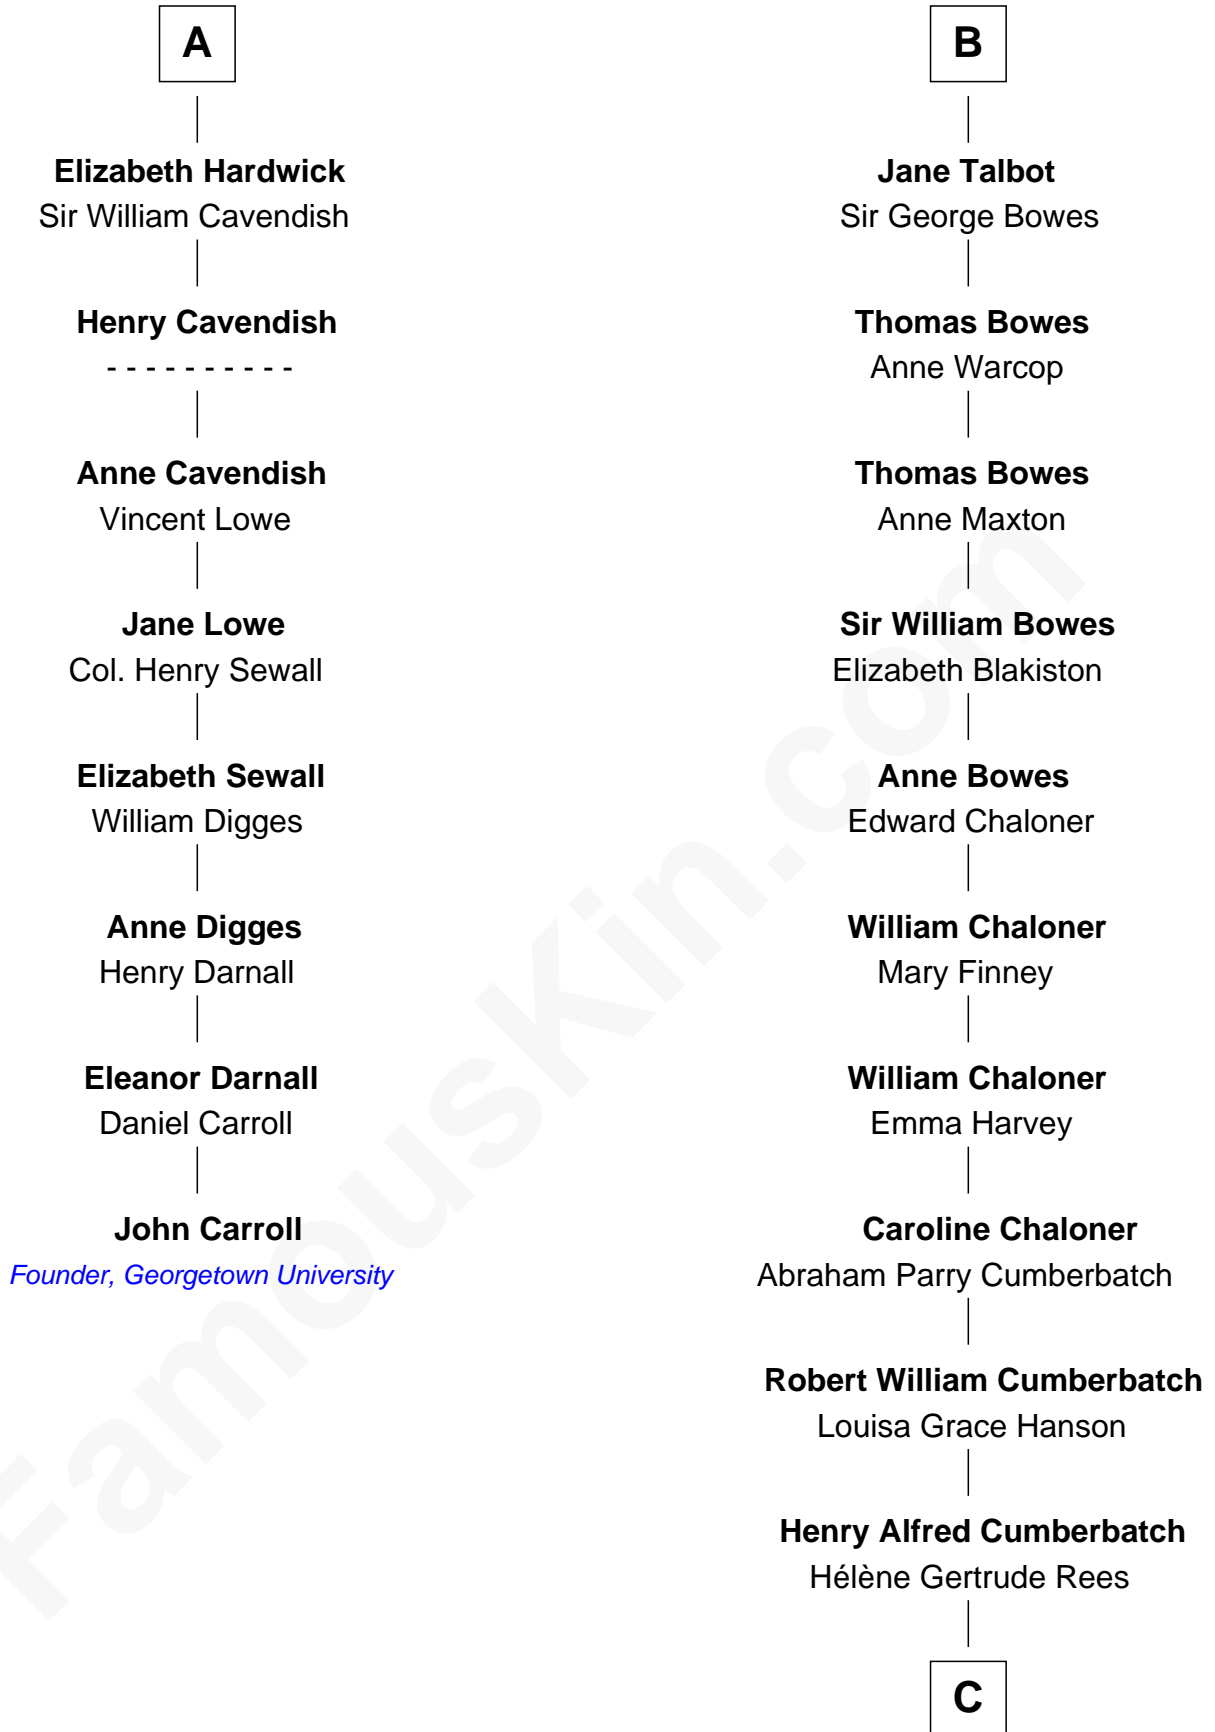 A
Elizabeth Hardwick
Sir William Cavendish
Henry Cavendish
- - - - - - - - - -
Anne Cavendish
Vincent Lowe
Jane Lowe
Col. Henry Sewall
Elizabeth Sewall
William Digges
Anne Digges
Henry Darnall
Eleanor Darnall
Daniel Carroll
John Carroll
Founder, Georgetown University
B
Jane Talbot
Sir George Bowes
Thomas Bowes
Anne Warcop
Thomas Bowes
Anne Maxton
Sir William Bowes
Elizabeth Blakiston
Anne Bowes
Edward Chaloner
William Chaloner
Mary Finney
William Chaloner
Emma Harvey
Caroline Chaloner
Abraham Parry Cumberbatch
Robert William Cumberbatch
Louisa Grace Hanson
Henry Alfred Cumberbatch
Hélène Gertrude Rees
C
FamousKin.com